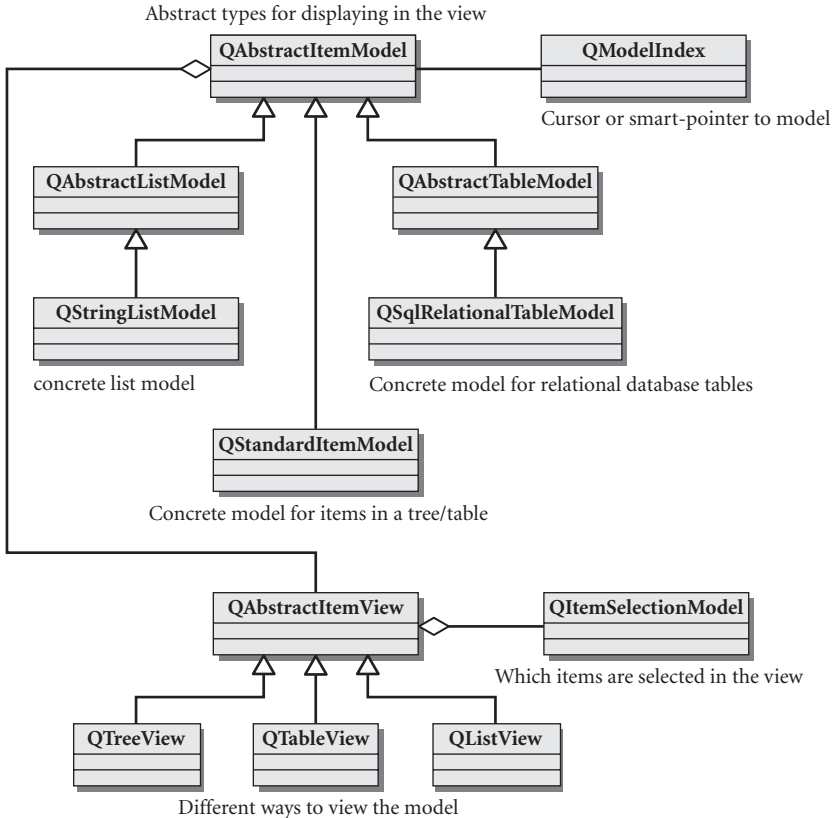 Abstract types for displaying in the view
QAbstractItemModel
QModelIndex
Cursor or smart-pointer to model
QAbstractListModel
QAbstractTableModel
QStringListModel
QSqlRelationalTableModel
concrete list model
Concrete model for relational database tables
QStandardItemModel
Concrete model for items in a tree/table
QAbstractItemView
QItemSelectionModel
Which items are selected in the view
QTreeView
QTableView
QListView
Different ways to view the model